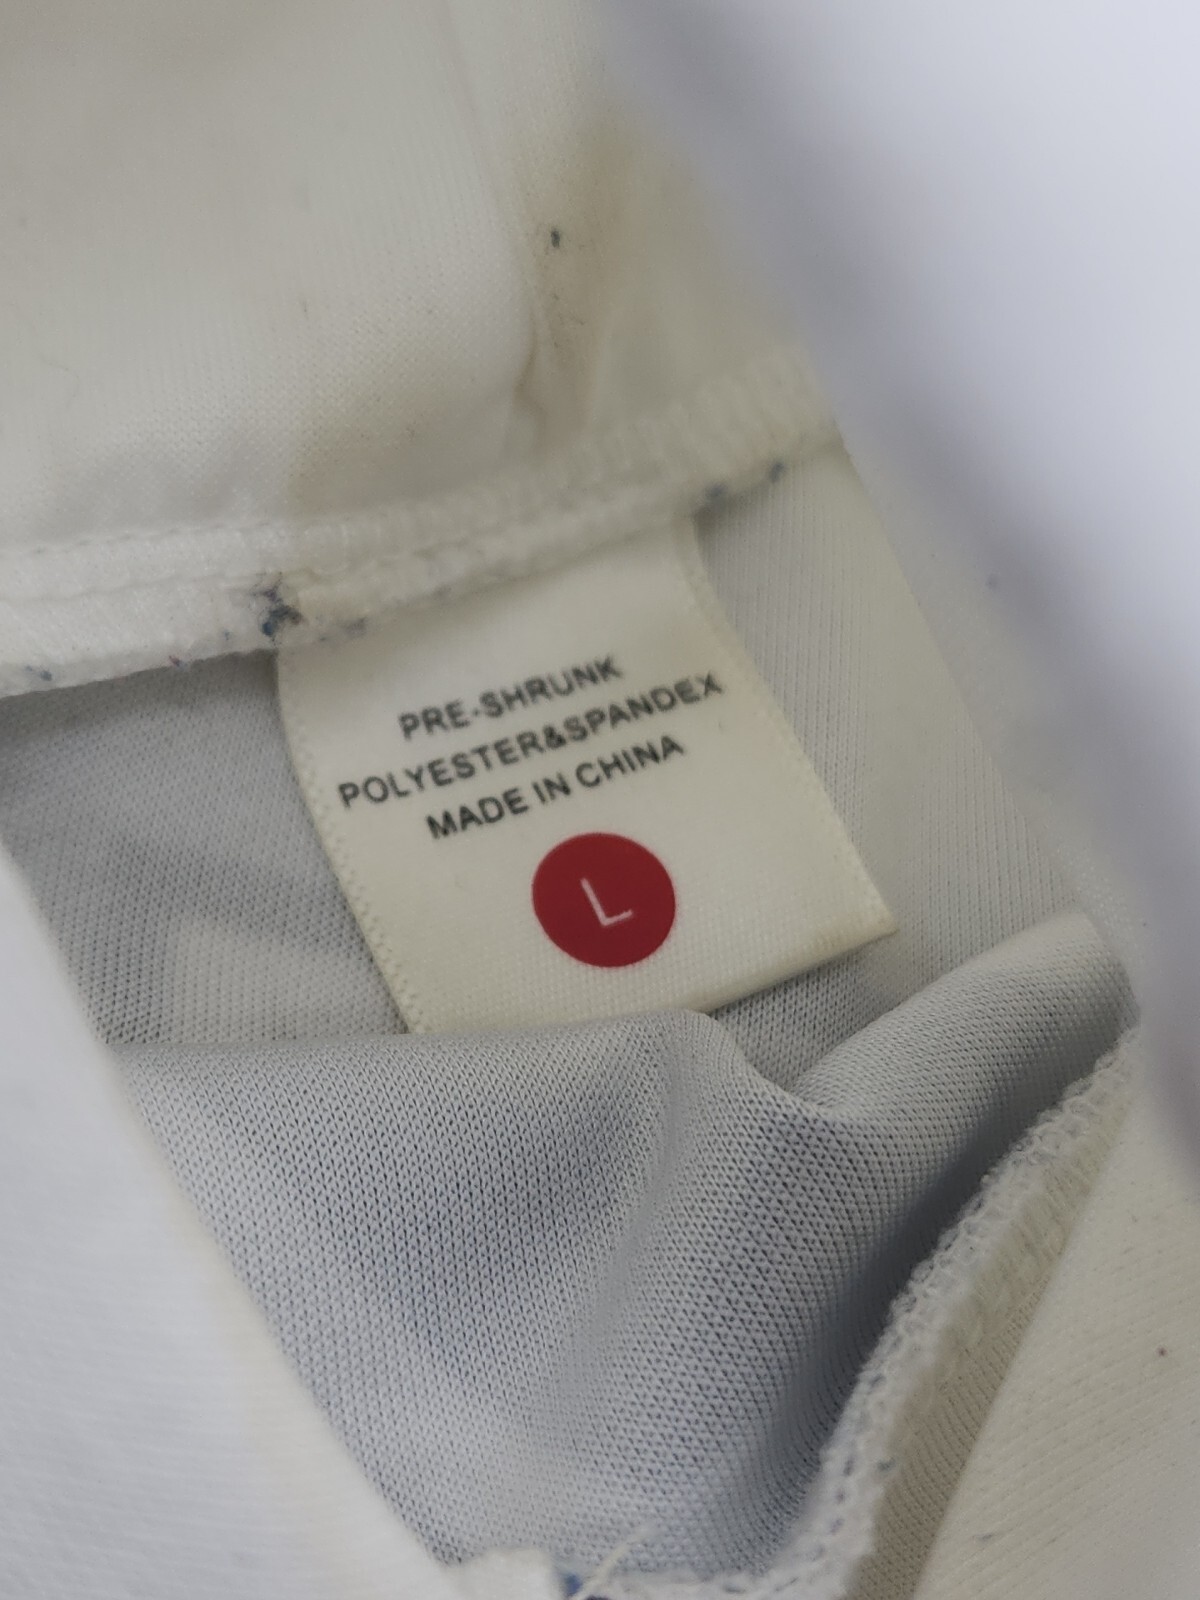 PRE-SHRUNK
POLYESTER&SPANDEX
MADE IN CHINA
L